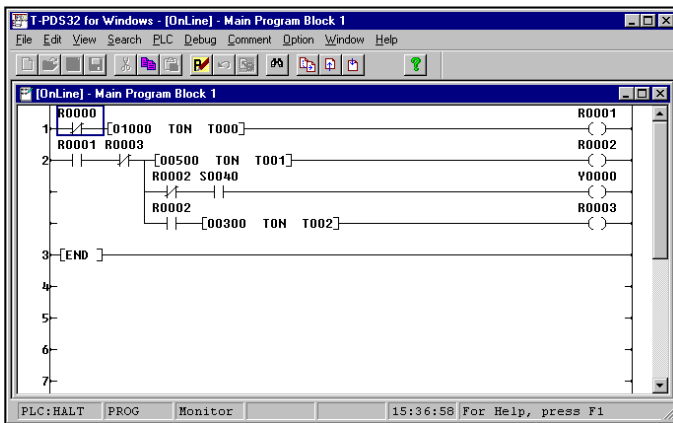 T-PDS32 for Windows - [OnLine] - Main Program Block 1
File Edit View Search PLC Debug Comment Option Window Help
[OnLine] - Main Program Block 1
R0000 R0001
1 [01000 TON T000] ( )
R0001 R0003 R0002
2 [00500 TON T001] ( )
R0002 S0040 Y0000
( )
R0002 R0003
[00300 TON T002] ( )
3 [END ]
4
5
6
7
PLC:HALT PROG Monitor 15:36:58 For Help, press F1